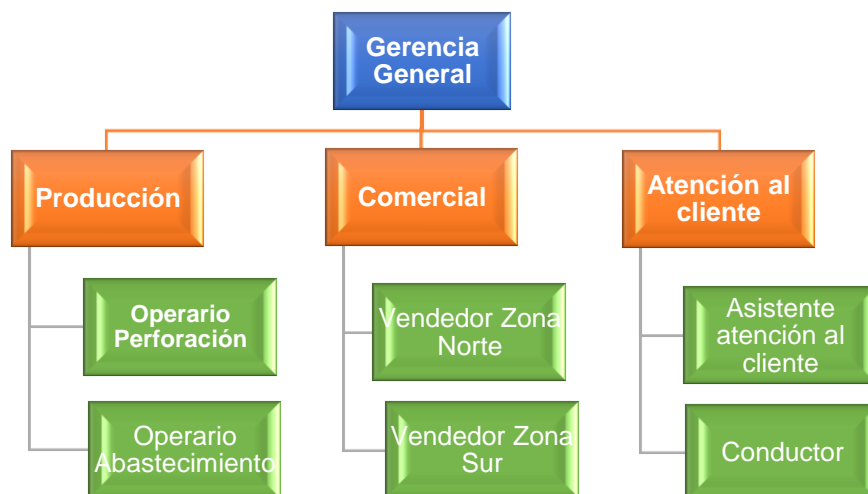 Gerencia
General
Producción
Comercial
Atención al
cliente
Operario
Perforación
Vendedor Zona
Norte
Asistente
atención al
cliente
Operario
Abastecimiento
Vendedor Zona
Sur
Conductor